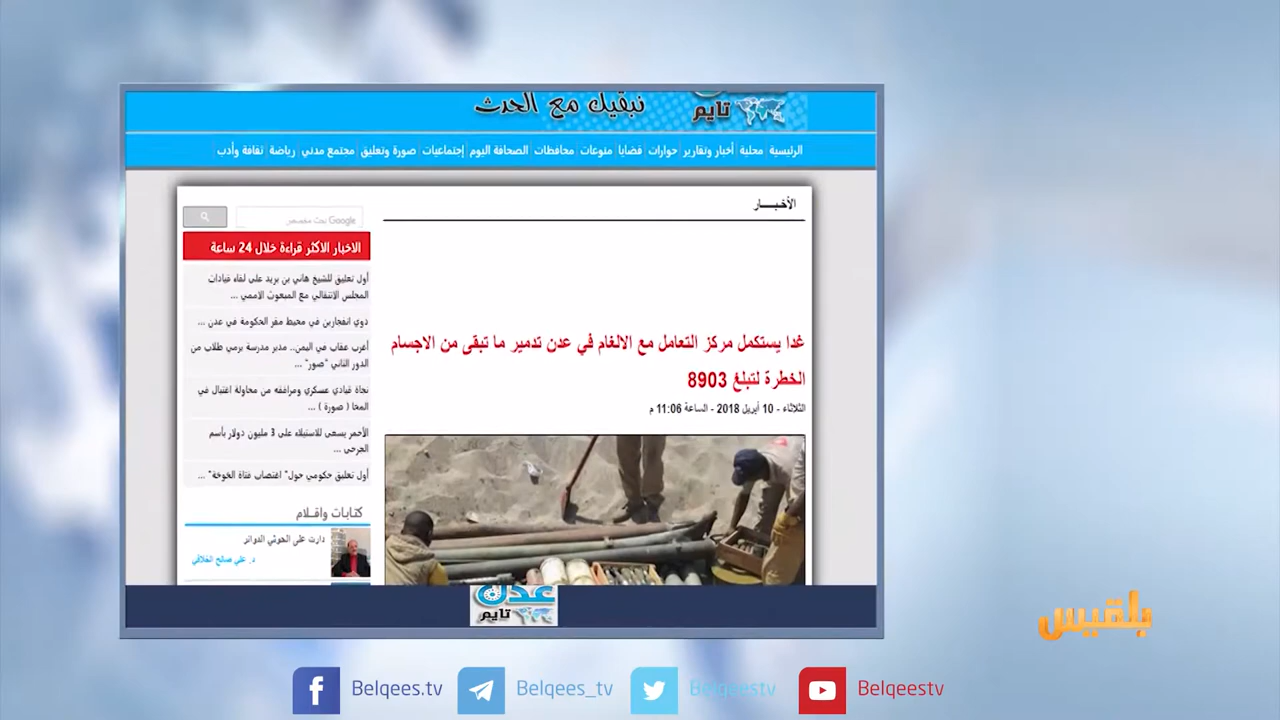 نبقيك مع الحدث
تايم
الرئيسية محلية أخبار وتقارير حوارات قضايا منوعات محافظات الصحافة اليوم إجتماعيات صورة وتعليق مجتمع مدني رياضة ثقافة وأدب
الأخبـــار
غدا يستكمل مركز التعامل مع الالغام في عدن تدمير ما تبقى من الاجسام
الخطرة لتبلغ 8903
الثلاثاء - 10 أبريل 2018 - الساعة 11:06 م
Google بحث مخصص
الاخبار الاكثر قراءة خلال 24 ساعة
أول تعليق للشيخ هاني بن بريد على لقاء قيادات
المجلس الانتقالي مع المبعوث الاممي ...
دوي انفجارين في محيط مقر الحكومة في عدن ...
أغرب عقاب في اليمن.. مدير مدرسة يرمي طلاب من
الدور الثاني "صور" ...
نجاة قيادي عسكري ومرافقه من محاولة اغتيال في
المخا ( صورة ) ...
الأحمر يسعى للاستيلاء على 3 مليون دولار بأسم
الجرحى ...
أول تعليق حكومي حول" اغتصاب فتاة الخوخة" ...
كتابات واقـلام
دارت على الحوثي الدوائر
د. علي صالح الخلاقي
عدن
تايم
بلقيس
Belqees.tv
Belqees_tv
Belqeestv
Belqeestv